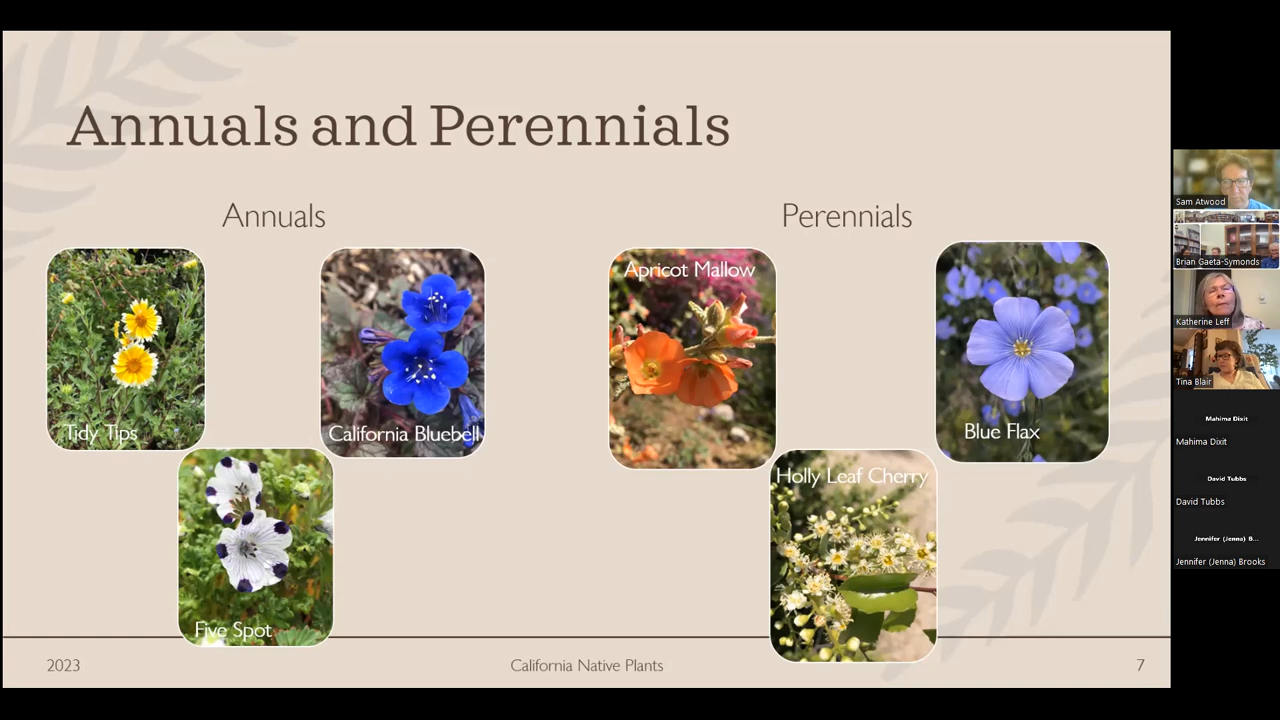 Annuals and Perennials
Annuals
Perennials
Tidy Tips
California Bluebell
Five Spot
Apricot Mallow
Blue Flax
Holly Leaf Cherry
2023
California Native Plants
7
Sam Atwood
Brian Gaeta-Symonds
Katherine Leff
Tina Blair
Mahima Dixit
Mahima Dixit
David Tubbs
David Tubbs
Jennifer (Jenna) B...
Jennifer (Jenna) Brooks